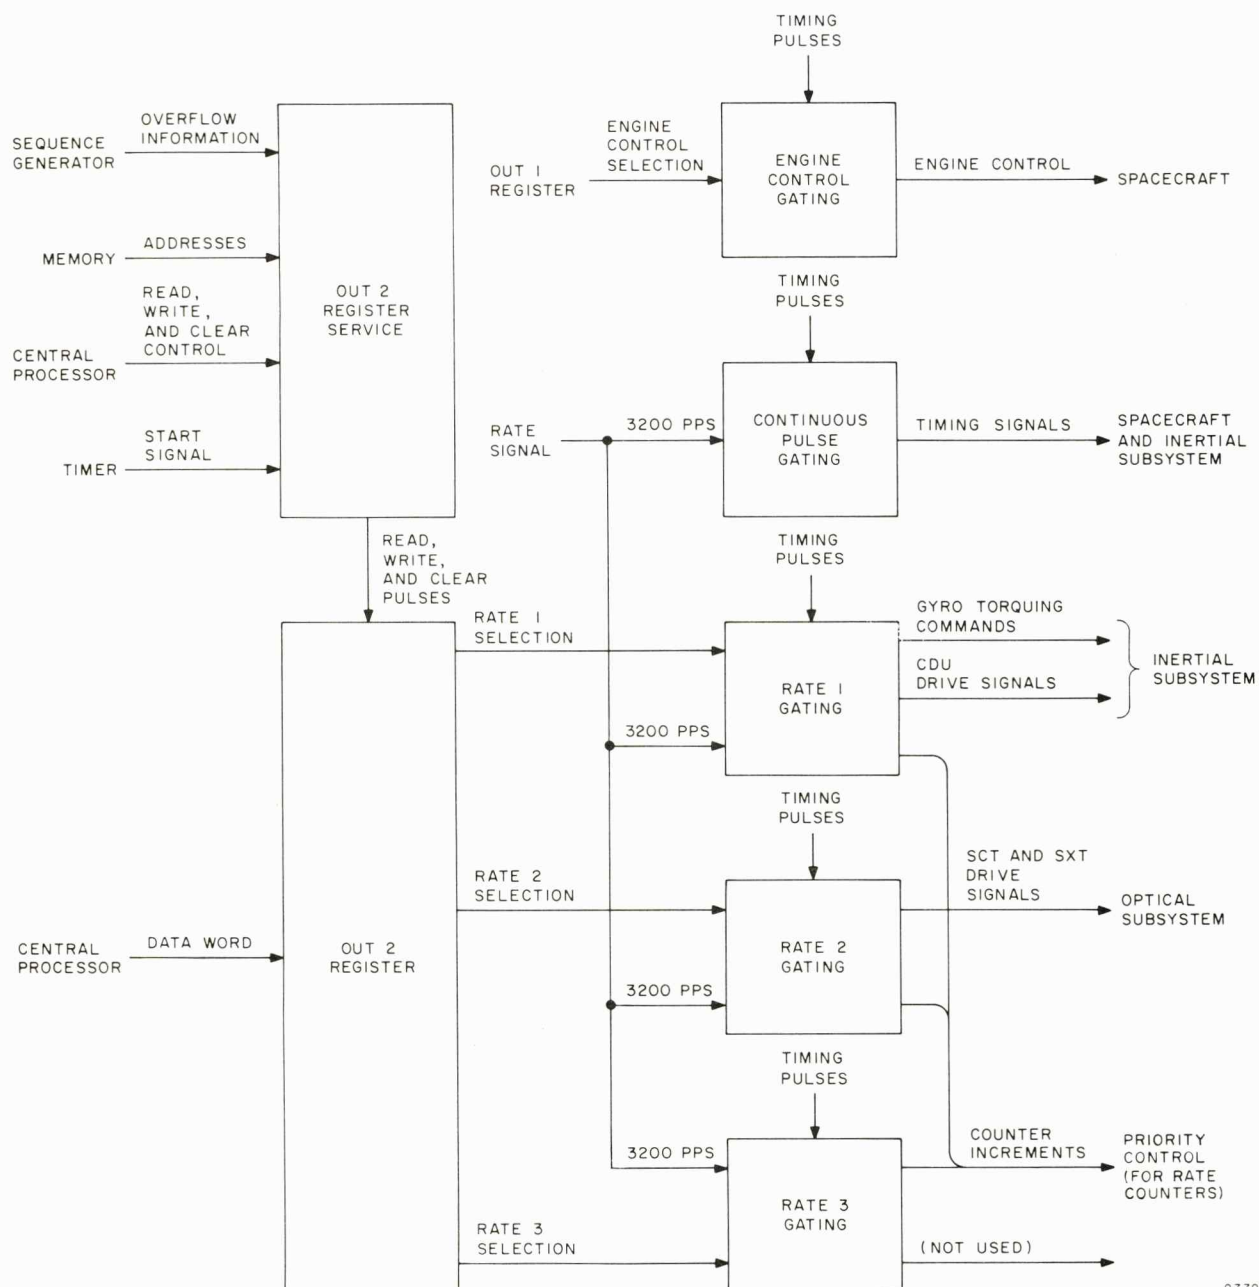 TIMING
PULSES
SEQUENCE
GENERATOR
OVERFLOW
INFORMATION
MEMORY
ADDRESSES
CENTRAL
PROCESSOR
READ,
WRITE,
AND CLEAR
CONTROL
TIMER
START
SIGNAL
OUT 2
REGISTER
SERVICE
READ,
WRITE,
AND CLEAR
PULSES
OUT 1
REGISTER
ENGINE
CONTROL
SELECTION
ENGINE
CONTROL
GATING
ENGINE CONTROL
SPACECRAFT
TIMING
PULSES
RATE
SIGNAL
3200 PPS
CONTINUOUS
PULSE
GATING
TIMING SIGNALS
SPACECRAFT
AND INERTIAL
SUBSYSTEM
TIMING
PULSES
RATE 1
SELECTION
3200 PPS
RATE 1
GATING
GYRO TORQUING
COMMANDS
CDU
DRIVE SIGNALS
INERTIAL
SUBSYSTEM
TIMING
PULSES
CENTRAL
PROCESSOR
DATA WORD
OUT 2
REGISTER
RATE 2
SELECTION
3200 PPS
RATE 2
GATING
SCT AND SXT
DRIVE
SIGNALS
OPTICAL
SUBSYSTEM
TIMING
PULSES
3200 PPS
RATE 3
SELECTION
RATE 3
GATING
COUNTER
INCREMENTS
PRIORITY
CONTROL
(FOR RATE
COUNTERS)
(NOT USED)